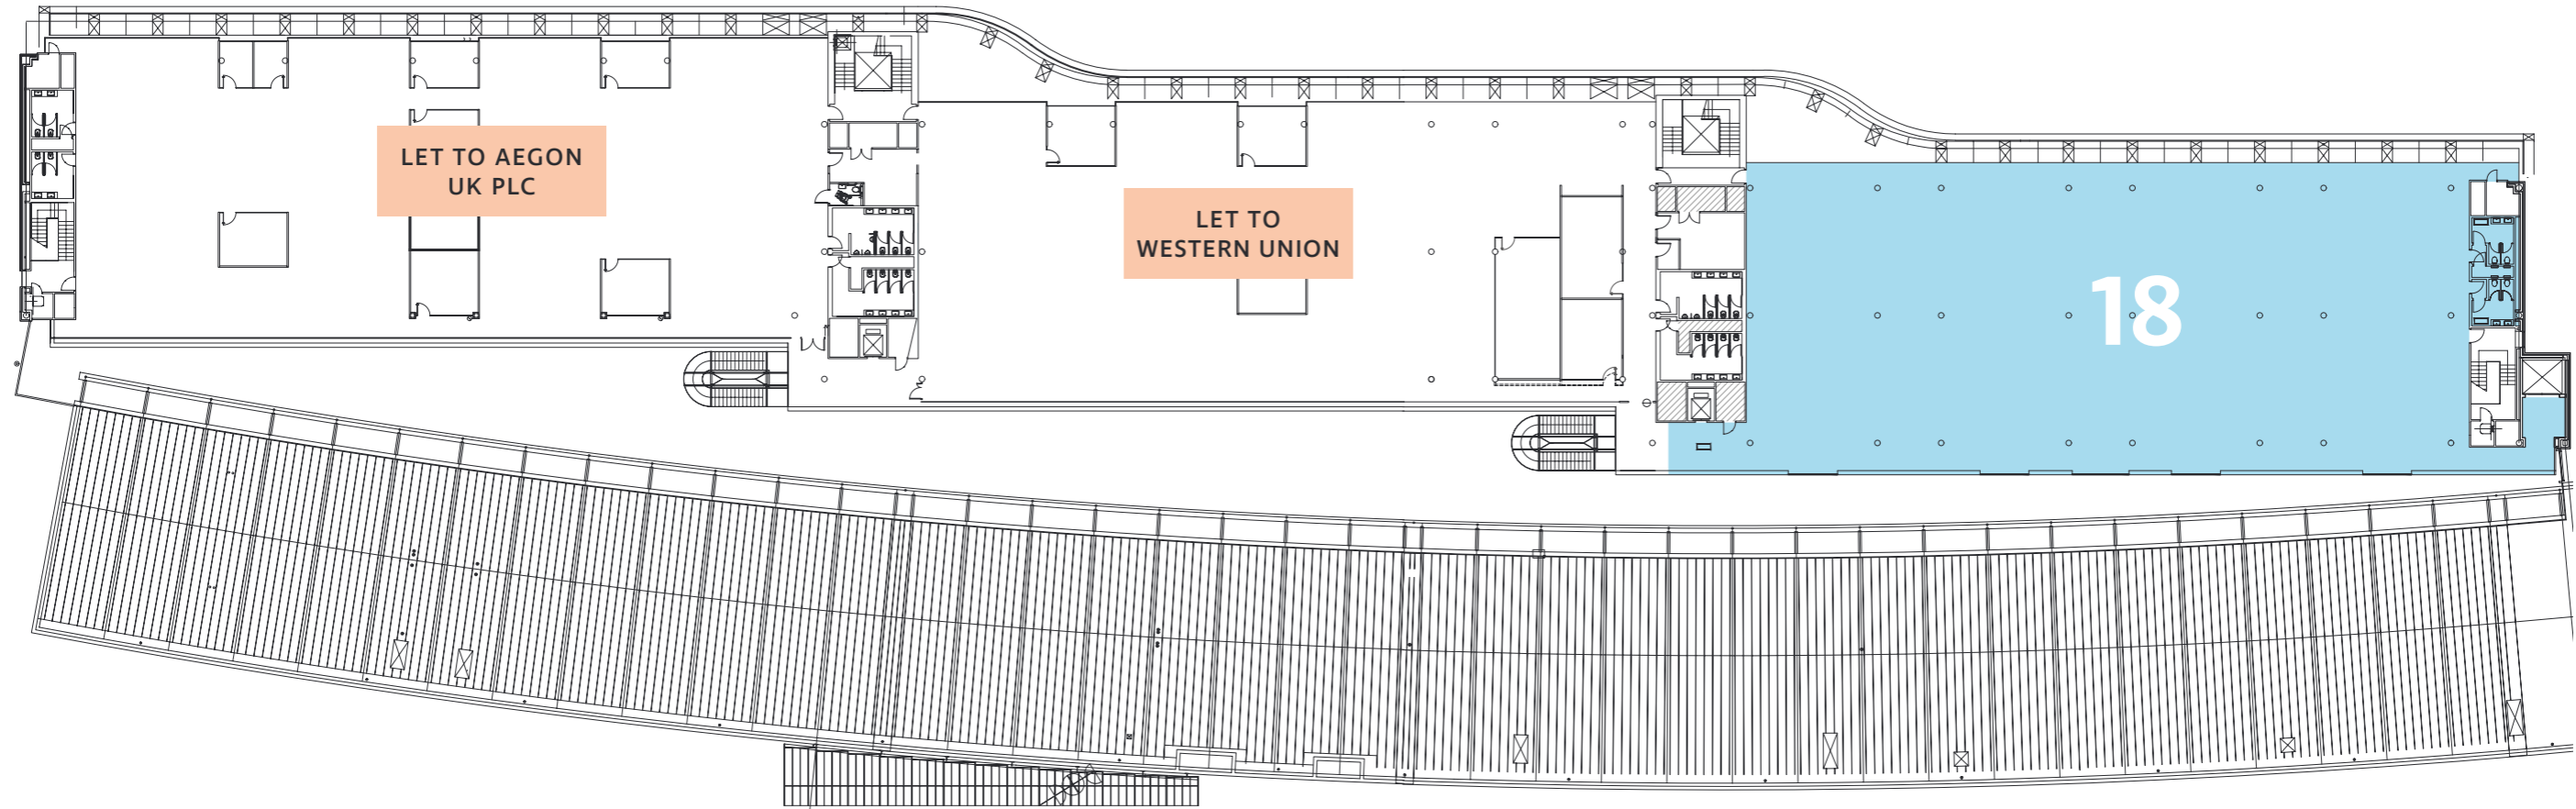 LET TO AEGON
UK PLC
LET TO
WESTERN UNION
18